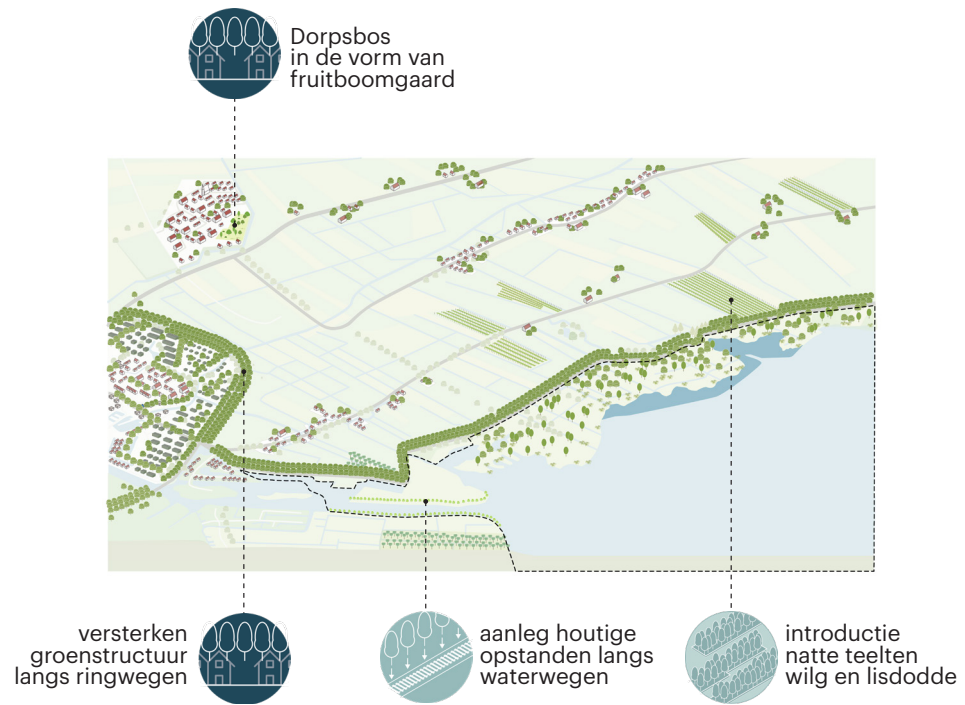 Dorpsbos
in de vorm van
fruitboomgaard
versterken
groenstructuur
langs ringwegen
aanleg houtige
opstanden langs
waterwegen
introductie
natte teelten
wilg en lisdodde